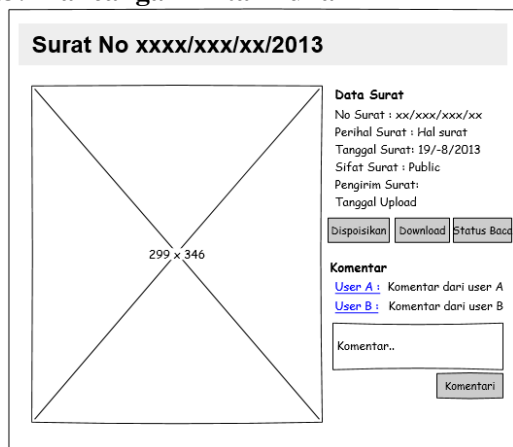 Surat No xxxx/xxx/xx/2013
299 x 346
Data Surat
No Surat : xx/xxx/xxx/xx
Perihal Surat : Hal surat
Tanggal Surat: 19/-8/2013
Sifat Surat : Public
Pengirim Surat:
Tanggal Upload
Dispoisikan Download Status Baca
Komentar
User A : Komentar dari user A
User B : Komentar dari user B
Komentar..
Komentari